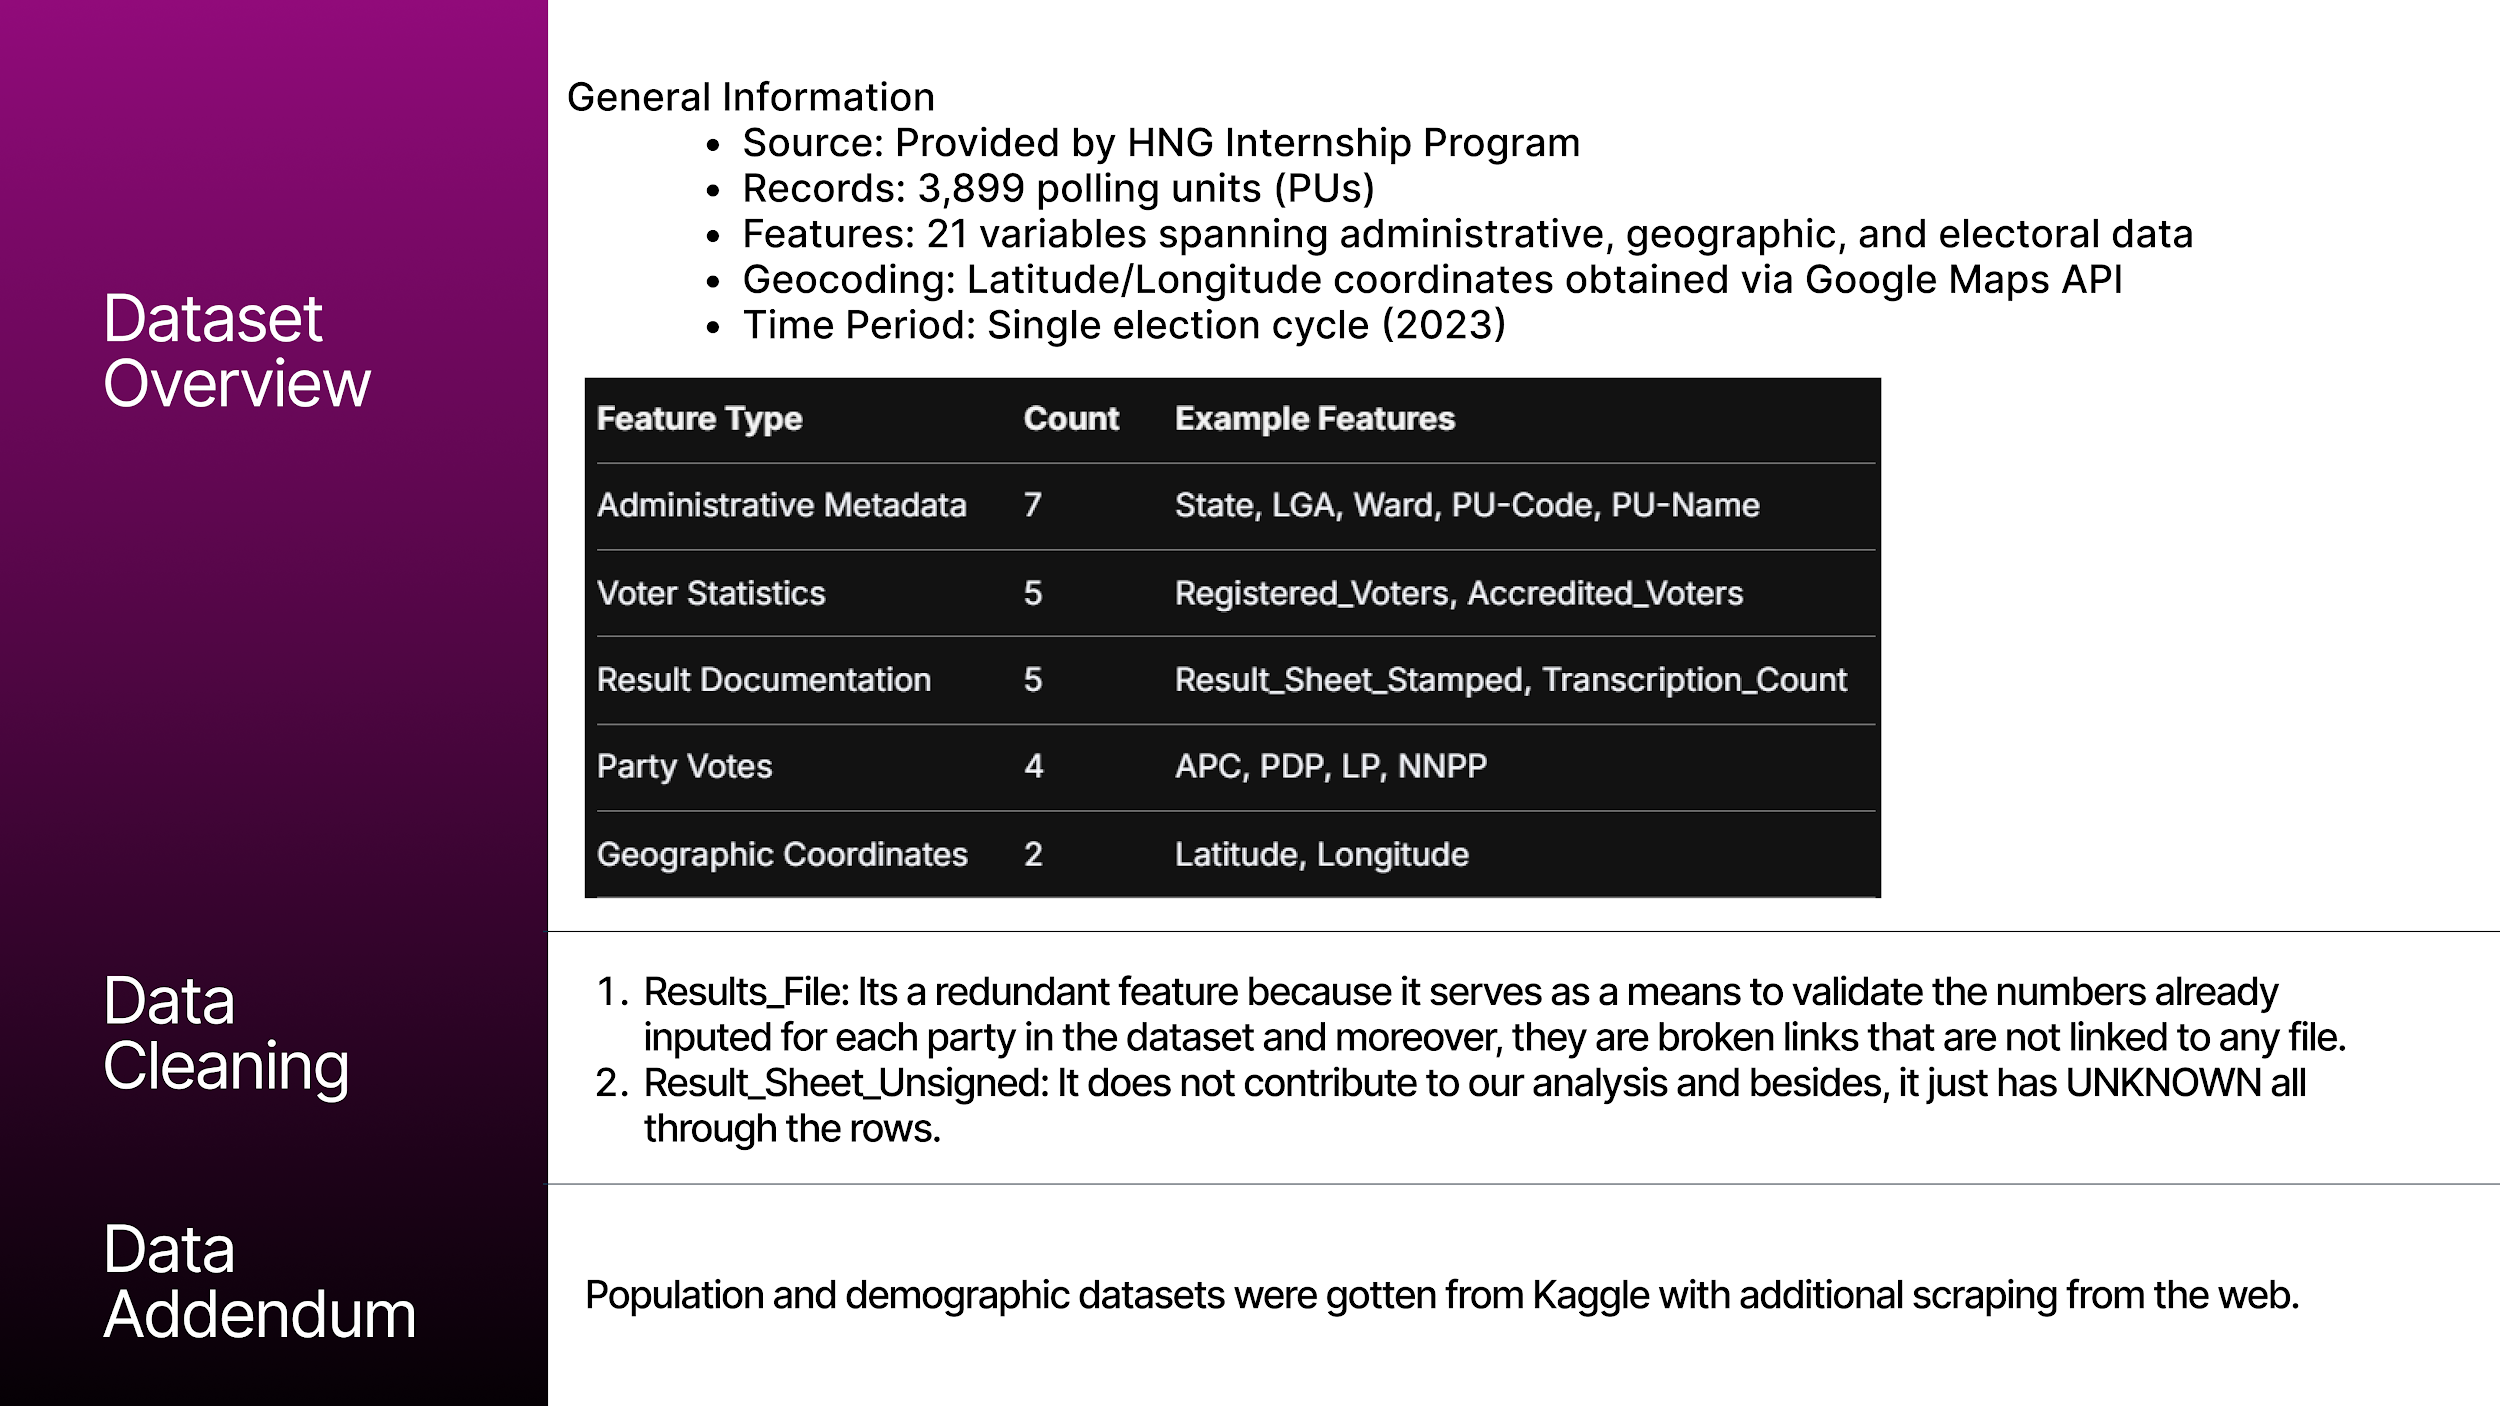 Dataset
Overview
General Information
• Source: Provided by HNG Internship Program
• Records: 3,899 polling units (PUs)
• Features: 21 variables spanning administrative, geographic, and electoral data
• Geocoding: Latitude/Longitude coordinates obtained via Google Maps API
• Time Period: Single election cycle (2023)
Feature Type Count Example Features
Administrative Metadata 7 State, LGA, Ward, PU-Code, PU-Name
Voter Statistics 5 Registered_Voters, Accredited_Voters
Result Documentation 5 Result_Sheet_Stamped, Transcription_Count
Party Votes 4 APC, PDP, LP, NNPP
Geographic Coordinates 2 Latitude, Longitude
Data
Cleaning
1. Results_File: Its a redundant feature because it serves as a means to validate the numbers already
inputed for each party in the dataset and moreover, they are broken links that are not linked to any file.
2. Result_Sheet_Unsigned: It does not contribute to our analysis and besides, it just has UNKNOWN all
through the rows.
Data
Addendum
Population and demographic datasets were gotten from Kaggle with additional scraping from the web.